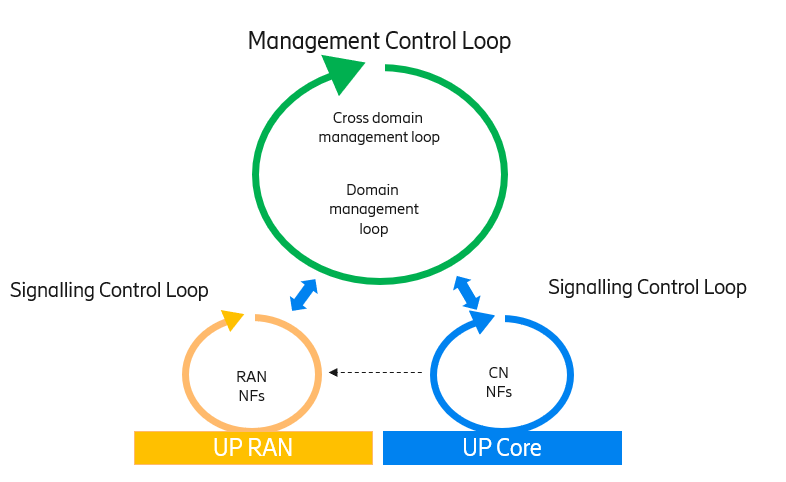 Management Control Loop
Cross domain
management loop
Domain
management
loop
Signalling Control Loop
Signalling Control Loop
RAN
NFs
CN
NFs
UP RAN
UP Core